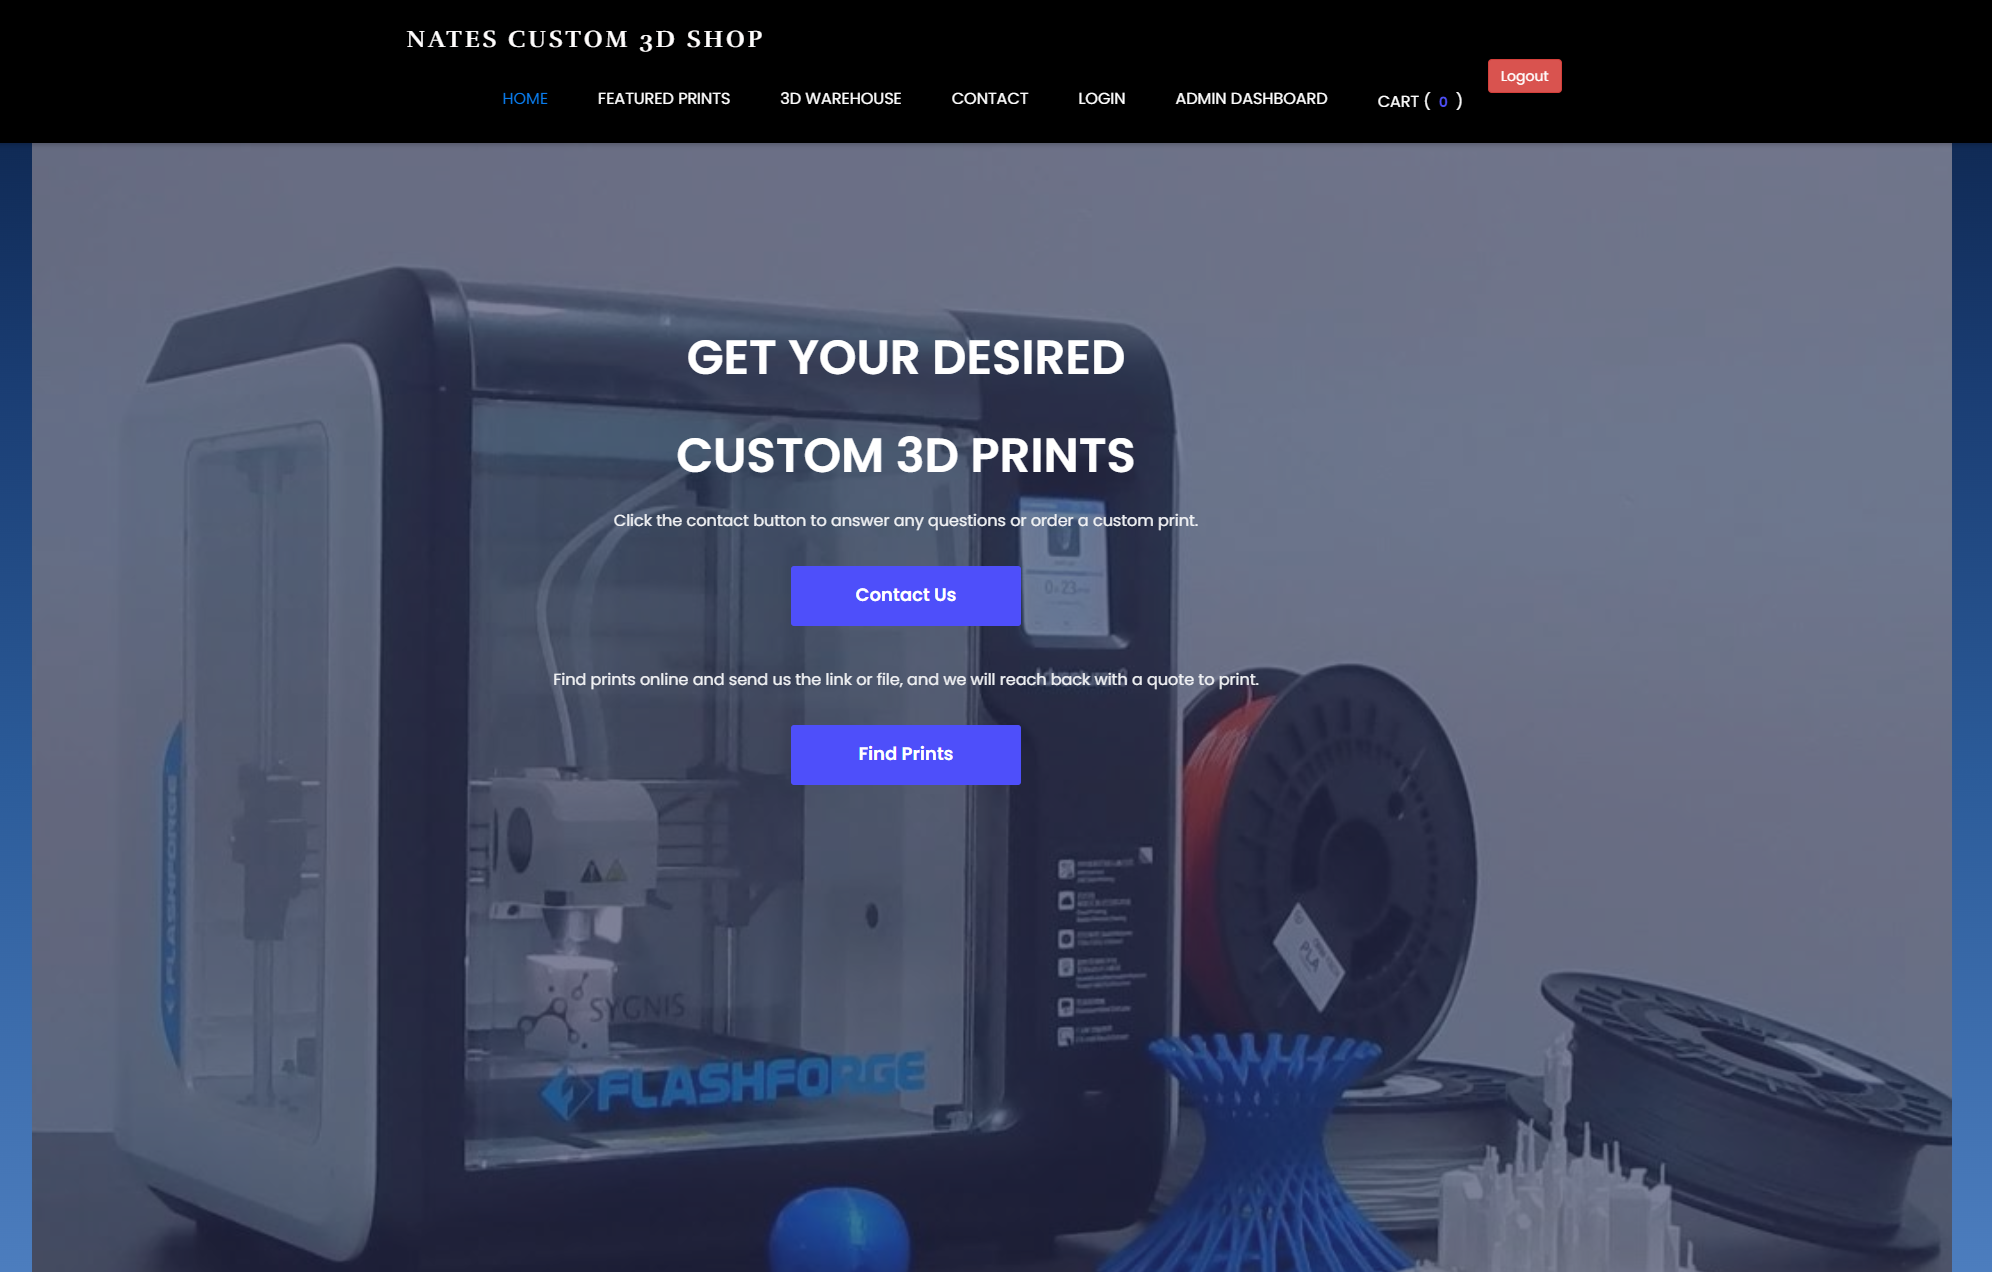 NATES CUSTOM 3D SHOP
HOME FEATURED PRINTS 3D WAREHOUSE CONTACT LOGIN ADMIN DASHBOARD CART ( 0 ) Logout
GET YOUR DESIRED
CUSTOM 3D PRINTS
Click the contact button to answer any questions or order a custom print.
Contact Us
Find prints online and send us the link or file, and we will reach back with a quote to print.
Find Prints
FLASHFORGE
PLA
SYGNIS
FLASHFORGE